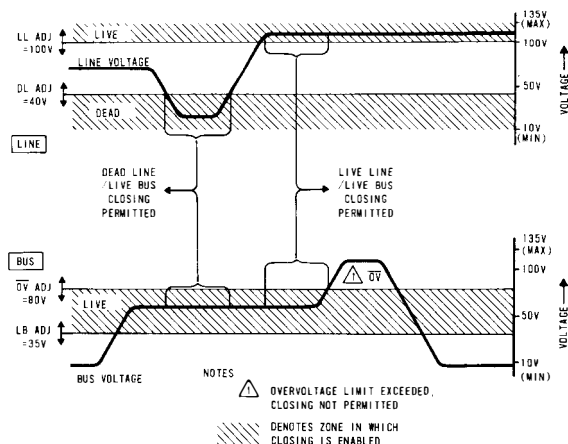 LL ADJ
=100V
LIVE
135V
(MAX)
100V
VOLTAGE
LINE VOLTAGE
DL ADJ
=40V
50V
DEAD
10V
(MIN)
LINE
DEAD LINE
/LIVE BUS
CLOSING
PERMITTED
LIVE LINE
/LIVE BUS
CLOSING
PERMITTED
BUS
135V
(MAX)
O̅V̅ ADJ
=80V
1 O̅V̅
100V
VOLTAGE
LIVE
50V
LB ADJ
=35V
10V
(MIN)
BUS VOLTAGE
NOTES
1 OVERVOLTAGE LIMIT EXCEEDED,
CLOSING NOT PERMITTED
DENOTES ZONE IN WHICH
CLOSING IS ENABLED